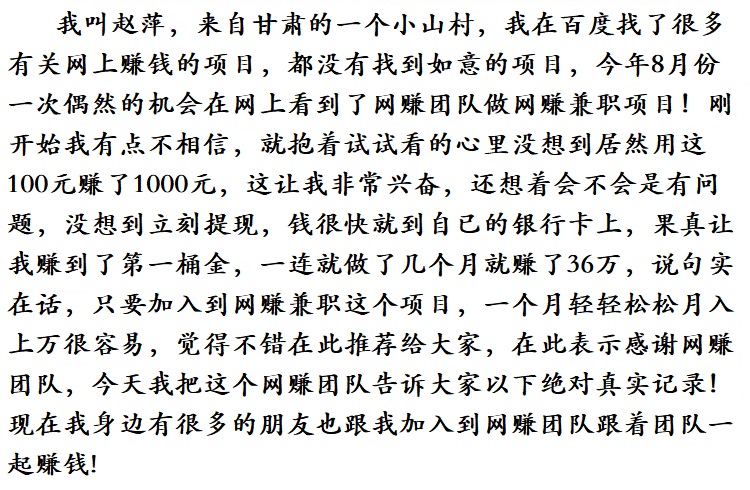 我叫赵萍，来自甘肃的一个小山村，我在百度找了很多
有关网上赚钱的项目，都没有找到如意的项目，今年8月份
一次偶然的机会在网上看到了网赚团队做网赚兼职项目！刚
开始我有点不相信，就抱着试试看的心里没想到居然用这
100元赚了1000元，这让我非常兴奋，还想着会不会是有问
题，没想到立刻提现，钱很快就到自已的银行卡上，果真让
我赚到了第一桶金，一连就做了几个月就赚了36万，说句实
在话，只要加入到网赚兼职这个项目，一个月轻轻松松月入
上万很容易，觉得不错在此推荐给大家，在此表示感谢网赚
团队，今天我把这个网赚团队告诉大家以下绝对真实记录！
现在我身边有很多的朋友也跟我加入到网赚团队跟着团队一
起赚钱!